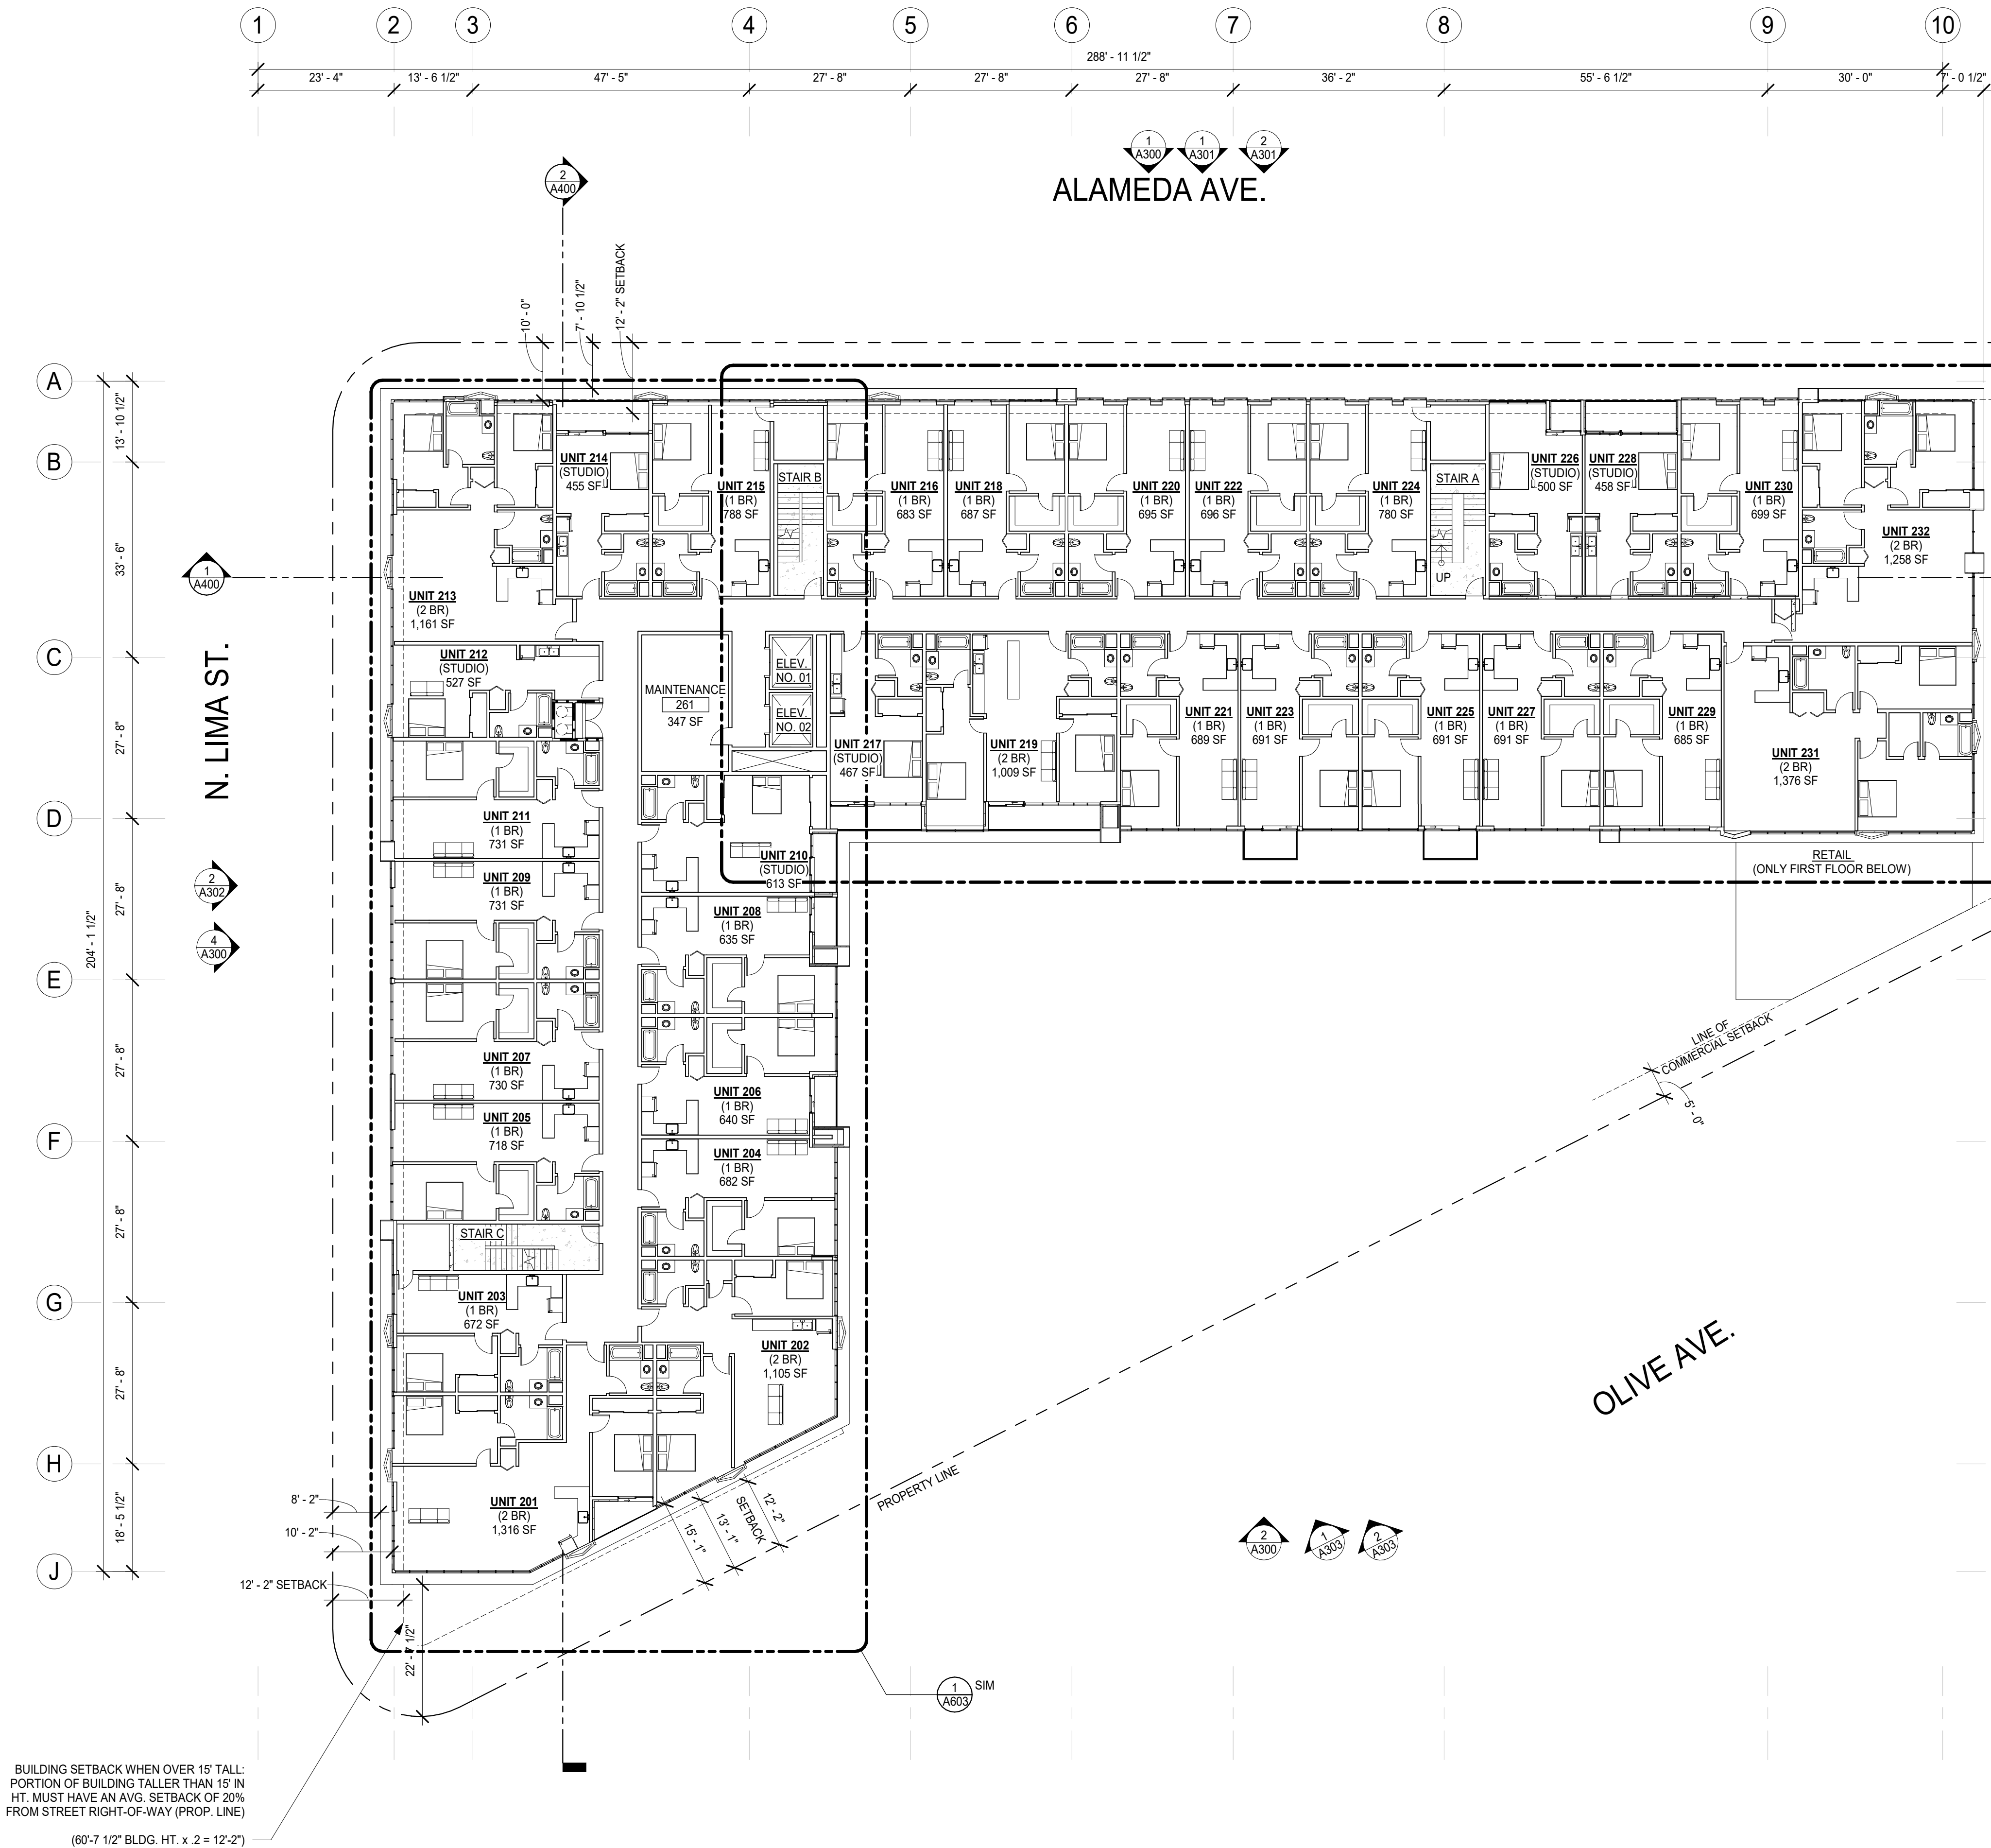 1 2 3 4 5 6 7 8 9 10
288' - 11 1/2"
23' - 4" 13' - 6 1/2" 47' - 5" 27' - 8" 27' - 8" 27' - 8" 36' - 2" 55' - 6 1/2" 30' - 0" 7' - 0 1/2"
1
A300
1
A301
2
A301
ALAMEDA AVE.
2
A400
10' - 0"
7' - 10 1/2"
12' - 2" SETBACK
A
B
C
D
E
F
G
H
J
13' - 10 1/2"
33' - 6"
27' - 8"
27' - 8"
27' - 8"
27' - 8"
27' - 8"
18' - 5 1/2"
204' - 1 1/2"
1
A400
N. LIMA ST.
2
A302
4
A300
UNIT 214
(STUDIO)
455 SF
UNIT 215
(1 BR)
788 SF
STAIR B
UNIT 216
(1 BR)
683 SF
UNIT 218
(1 BR)
687 SF
UNIT 220
(1 BR)
695 SF
UNIT 222
(1 BR)
696 SF
UNIT 224
(1 BR)
780 SF
STAIR A
UP
UNIT 226
(STUDIO)
500 SF
UNIT 228
(STUDIO)
458 SF
UNIT 230
(1 BR)
699 SF
UNIT 232
(2 BR)
1,258 SF
UNIT 213
(2 BR)
1,161 SF
UNIT 212
(STUDIO)
527 SF
MAINTENANCE
261
347 SF
ELEV.
NO. 01
ELEV.
NO. 02
UNIT 217
(STUDIO)
467 SF
UNIT 219
(2 BR)
1,009 SF
UNIT 221
(1 BR)
689 SF
UNIT 223
(1 BR)
691 SF
UNIT 225
(1 BR)
691 SF
UNIT 227
(1 BR)
691 SF
UNIT 229
(1 BR)
685 SF
UNIT 231
(2 BR)
1,376 SF
UNIT 211
(1 BR)
731 SF
UNIT 210
(STUDIO)
613 SF
RETAIL
(ONLY FIRST FLOOR BELOW)
UNIT 209
(1 BR)
731 SF
UNIT 208
(1 BR)
635 SF
UNIT 207
(1 BR)
730 SF
UNIT 206
(1 BR)
640 SF
UNIT 205
(1 BR)
718 SF
UNIT 204
(1 BR)
682 SF
LINE OF
COMMERCIAL SETBACK
5' - 0"
STAIR C
UNIT 203
(1 BR)
672 SF
UNIT 202
(2 BR)
1,105 SF
OLIVE AVE.
UNIT 201
(2 BR)
1,316 SF
PROPERTY LINE
8' - 2"
10' - 2"
12' - 2" SETBACK
22' - 7 1/2"
15' - 1"
13' - 1"
12' - 2"
SETBACK
2
A300
1
A303
2
A303
1
A603
SIM
BUILDING SETBACK WHEN OVER 15' TALL:
PORTION OF BUILDING TALLER THAN 15' IN
HT. MUST HAVE AN AVG. SETBACK OF 20%
FROM STREET RIGHT-OF-WAY (PROP. LINE)
(60'-7 1/2" BLDG. HT. x .2 = 12'-2")